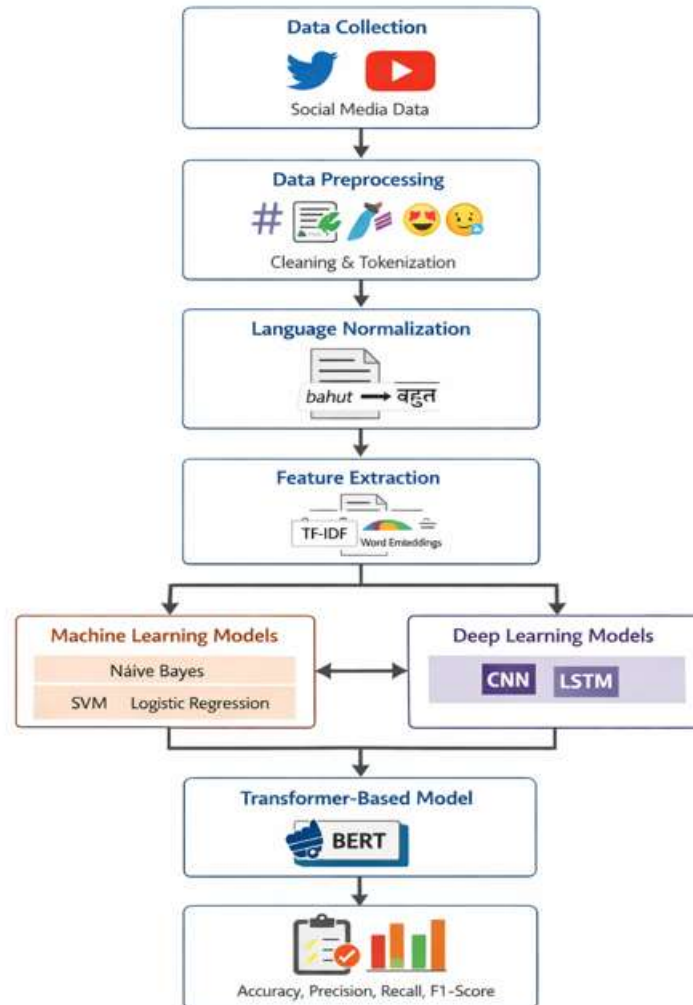 Data Collection
Social Media Data
Data Preprocessing
#
Cleaning & Tokenization
Language Normalization
bahut → वहुत
Feature Extraction
TF-IDF
Word Emteddings
Machine Learning Models
Náive Bayes
SVM Logistic Regression
Deep Learning Models
CNN LSTM
Transformer-Based Model
BERT
Accuracy, Precision, Recall, F1-Score